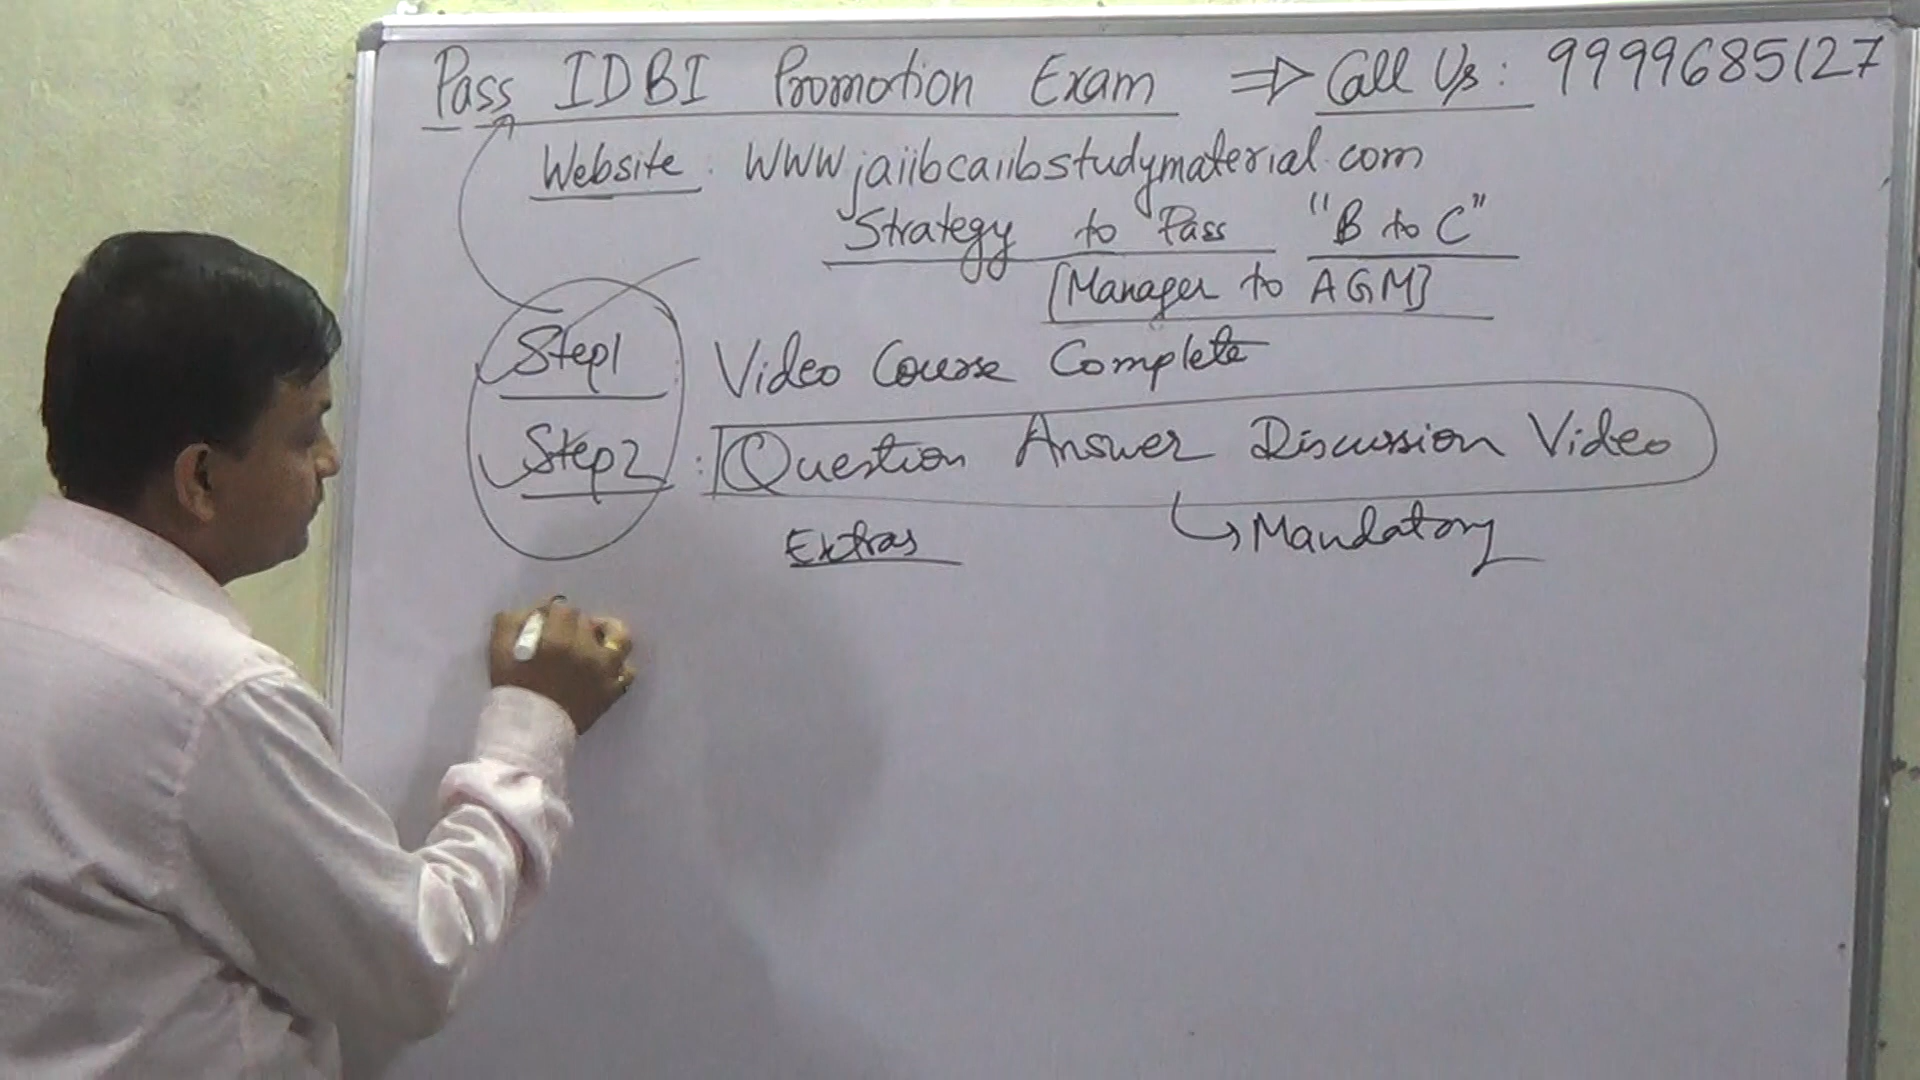 Pass IDBI Promotion Exam ⇒ Call Us: 9999685127
Website: WWW.jaiibcaiibstudymaterial.com
Strategy to Pass "B to C"
[Manager to AGM]
Step1 : Video Course Complete
Step2 : Question Answer Discussion Video
Extras ↳ Mandatory